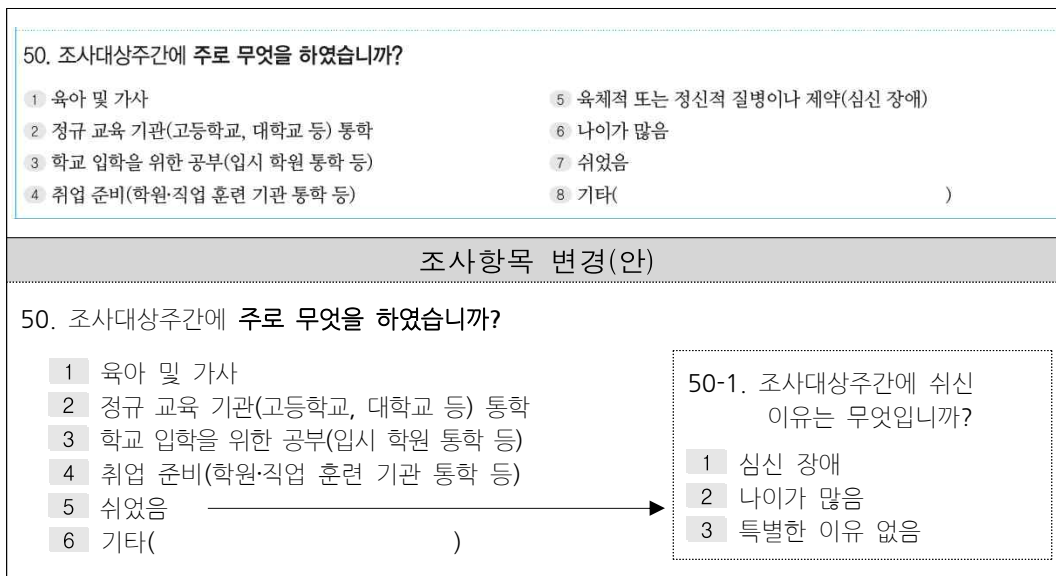 50. 조사대상주간에 주로 무엇을 하였습니까?
1 육아 및 가사
2 정규 교육 기관(고등학교, 대학교 등) 통학
3 학교 입학을 위한 공부(입시 학원 통학 등)
4 취업 준비(학원·직업 훈련 기관 통학 등)
5 육체적 또는 정신적 질병이나 제약(심신 장애)
6 나이가 많음
7 쉬었음
8 기타( )
조사항목 변경(안)
50. 조사대상주간에 주로 무엇을 하였습니까?
1 육아 및 가사
2 정규 교육 기관(고등학교, 대학교 등) 통학
3 학교 입학을 위한 공부(입시 학원 통학 등)
4 취업 준비(학원·직업 훈련 기관 통학 등)
5 쉬었음
6 기타( )
50-1. 조사대상주간에 쉬신
이유는 무엇입니까?
1 심신 장애
2 나이가 많음
3 특별한 이유 없음